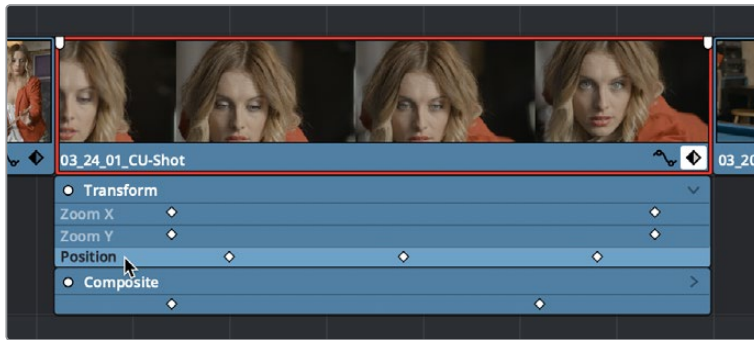 03_24_01_CU-Shot
03_20
Transform
Zoom X
Zoom Y
Position
Composite